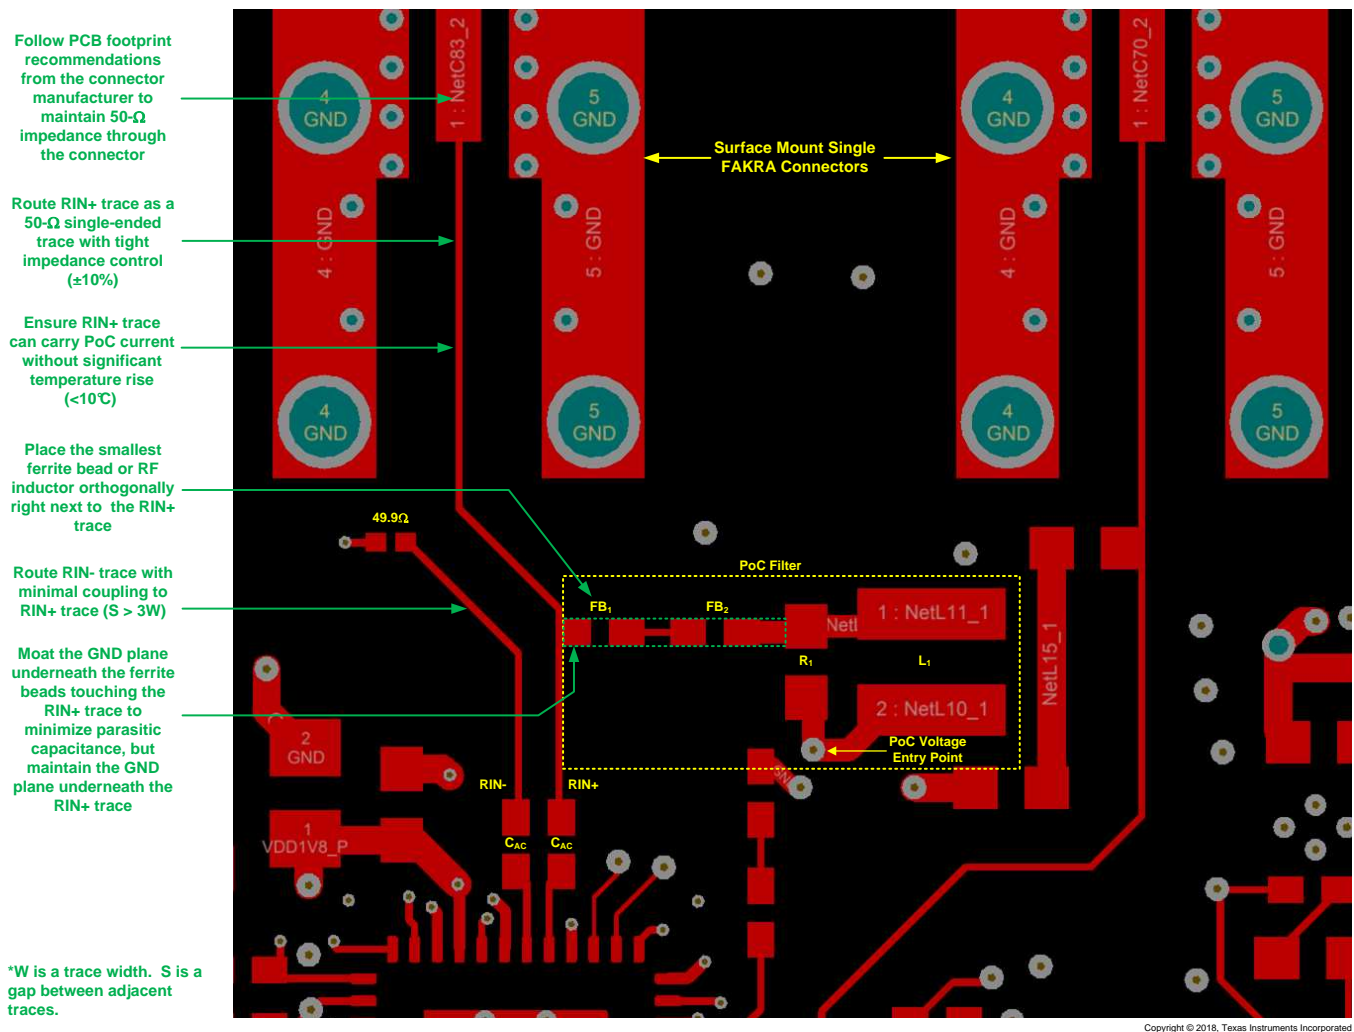 Follow PCB footprint
recommendations
from the connector
manufacturer to
maintain 50-Ω
impedance through
the connector
Route RIN+ trace as a
50-Ω single-ended
trace with tight
impedance control
(±10%)
Ensure RIN+ trace
can carry PoC current
without significant
temperature rise
(<10°C)
Place the smallest
ferrite bead or RF
inductor orthogonally
right next to the RIN+
trace
Route RIN- trace with
minimal coupling to
RIN+ trace (S > 3W)
Moat the GND plane
underneath the ferrite
beads touching the
RIN+ trace to
minimize parasitic
capacitance, but
maintain the GND
plane underneath the
RIN+ trace
*W is a trace width. S is a
gap between adjacent
traces.
4
GND
1 : NetC83_2
5
GND
Surface Mount Single
FAKRA Connectors
4
GND
1 : NetC70_2
5
GND
4 : GND
5 : GND
4 : GND
5 : GND
4
GND
5
GND
4
GND
5
GND
49.9Ω
PoC Filter
FB₁
FB₂
NetL
1 : NetL11_1
R₁
L₁
NetL15_1
2 : NetL10_1
PoC Voltage
Entry Point
2
GND
RIN-
RIN+
1
VDD1V8_P
CAC
CAC
Copyright © 2018, Texas Instruments Incorporated